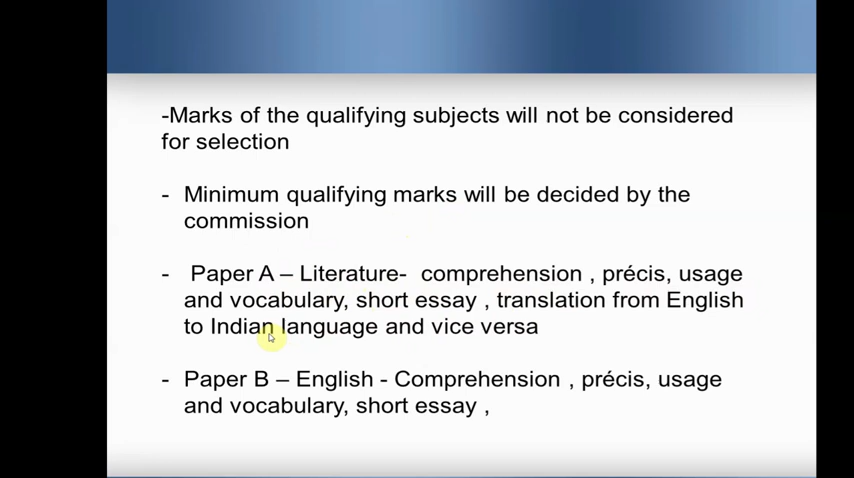 -Marks of the qualifying subjects will not be considered
for selection
- Minimum qualifying marks will be decided by the
commission
- Paper A – Literature- comprehension , précis, usage
and vocabulary, short essay , translation from English
to Indian language and vice versa
- Paper B – English - Comprehension , précis, usage
and vocabulary, short essay ,